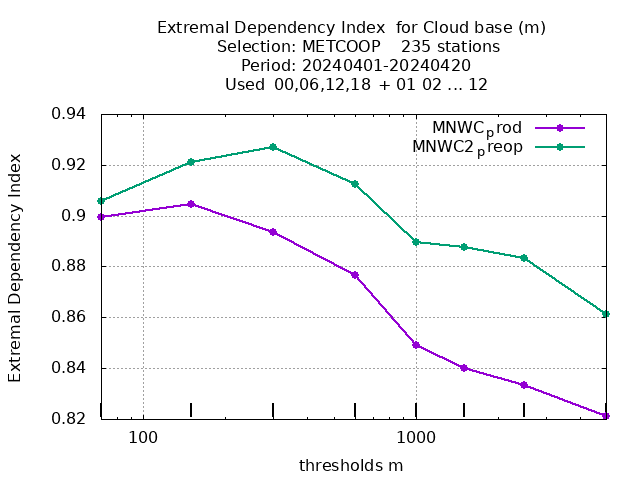 Extremal Dependency Index  for Cloud base (m)
Selection: METCOOP    235 stations
Period: 20240401-20240420
Used  00,06,12,18 + 01 02 ... 12
MNWCprod
MNWC2preop
0.94
0.92
0.9
0.88
0.86
0.84
0.82
Extremal Dependency Index
100
1000
thresholds m